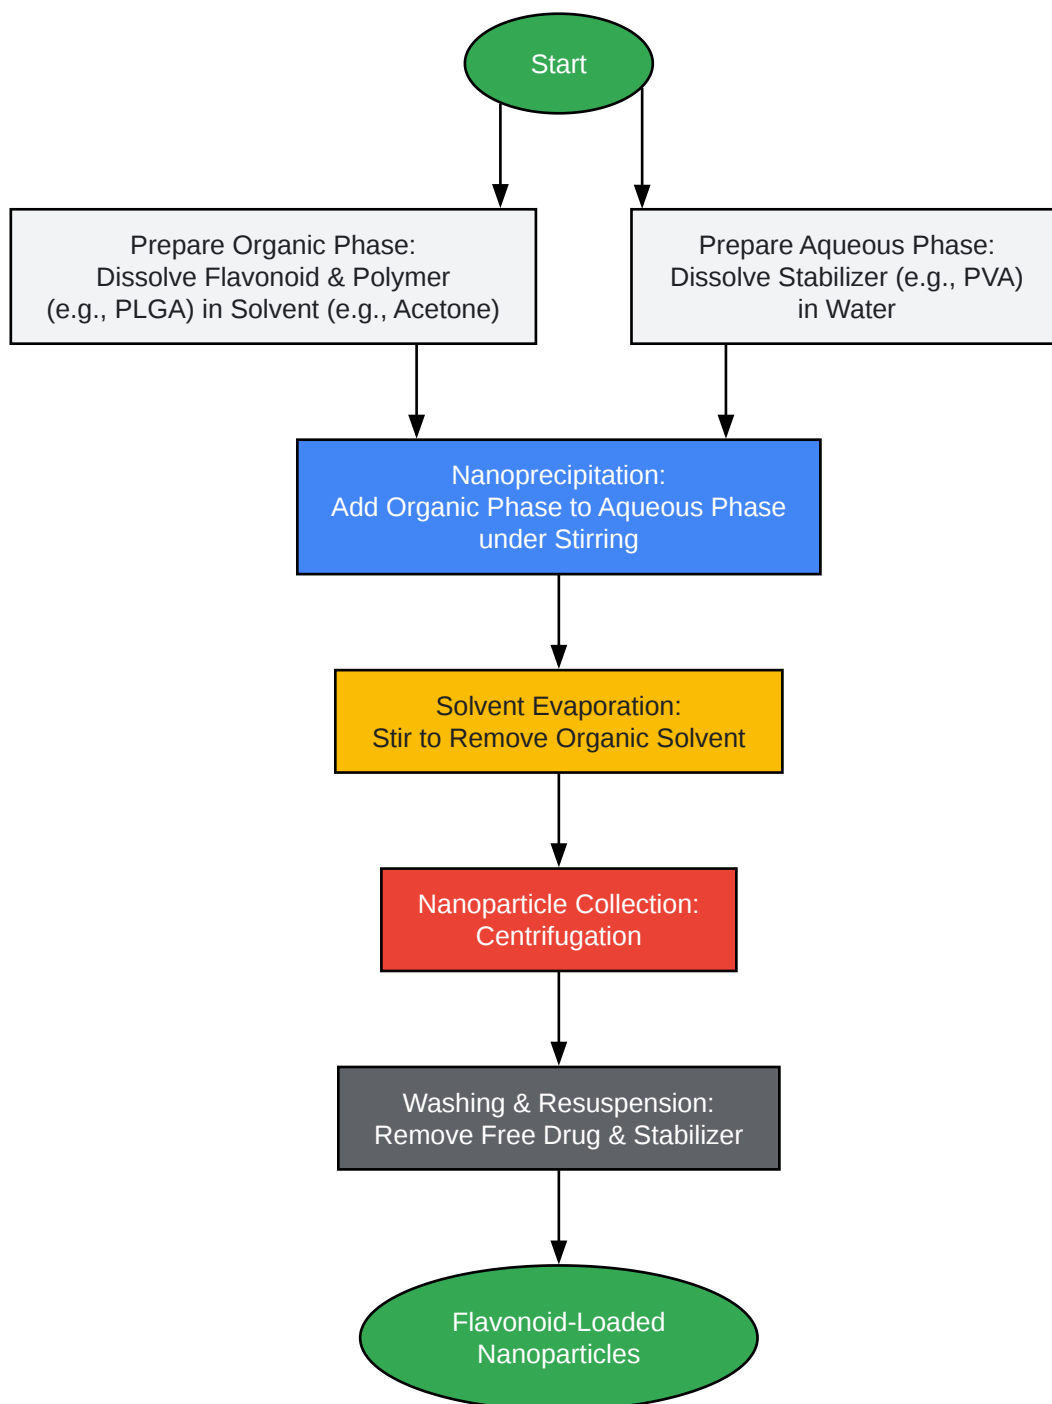 Start
Prepare Organic Phase:
Dissolve Flavonoid & Polymer
(e.g., PLGA) in Solvent (e.g., Acetone)
Prepare Aqueous Phase:
Dissolve Stabilizer (e.g., PVA)
in Water
Nanoprecipitation:
Add Organic Phase to Aqueous Phase
under Stirring
Solvent Evaporation:
Stir to Remove Organic Solvent
Nanoparticle Collection:
Centrifugation
Washing & Resuspension:
Remove Free Drug & Stabilizer
Flavonoid-Loaded
Nanoparticles